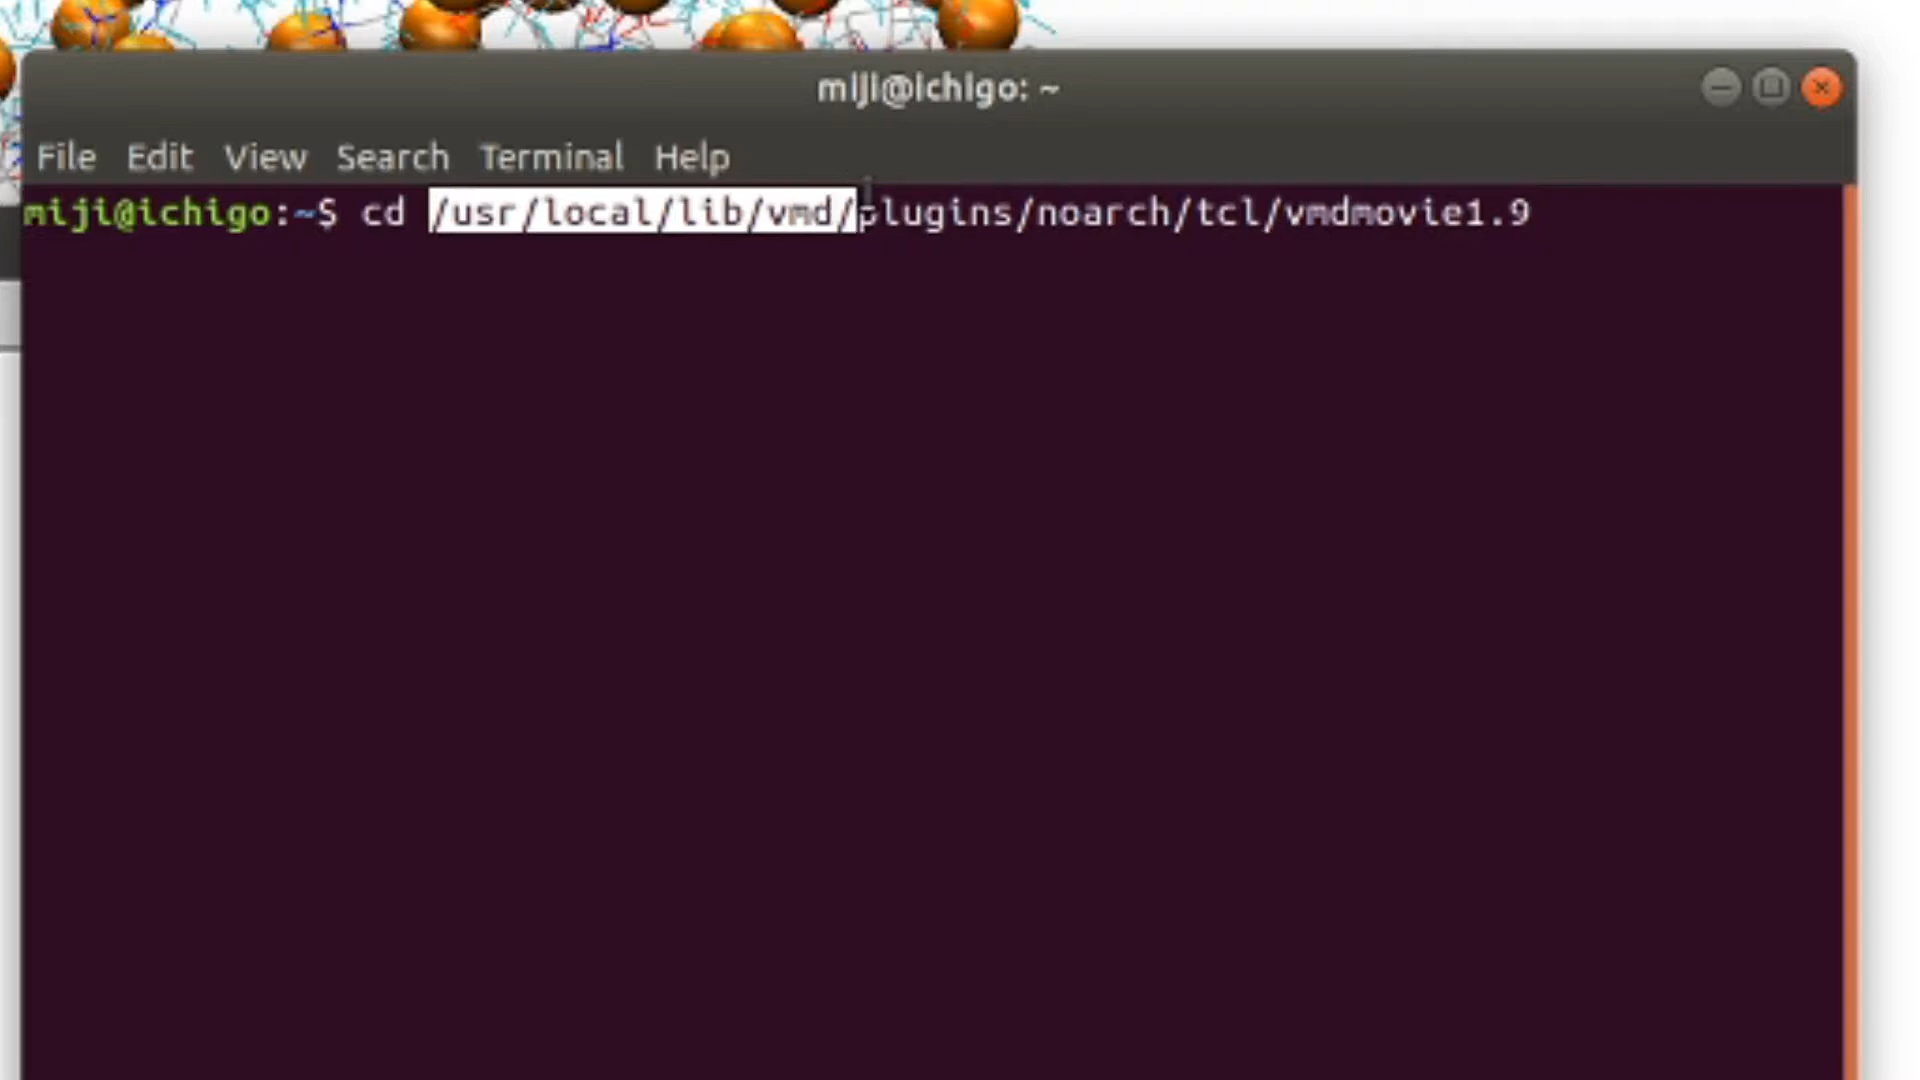 miji@ichigo: ~
File Edit View Search Terminal Help
miji@ichigo:~$ cd /usr/local/lib/vmd/plugins/noarch/tcl/vmdmovie1.9